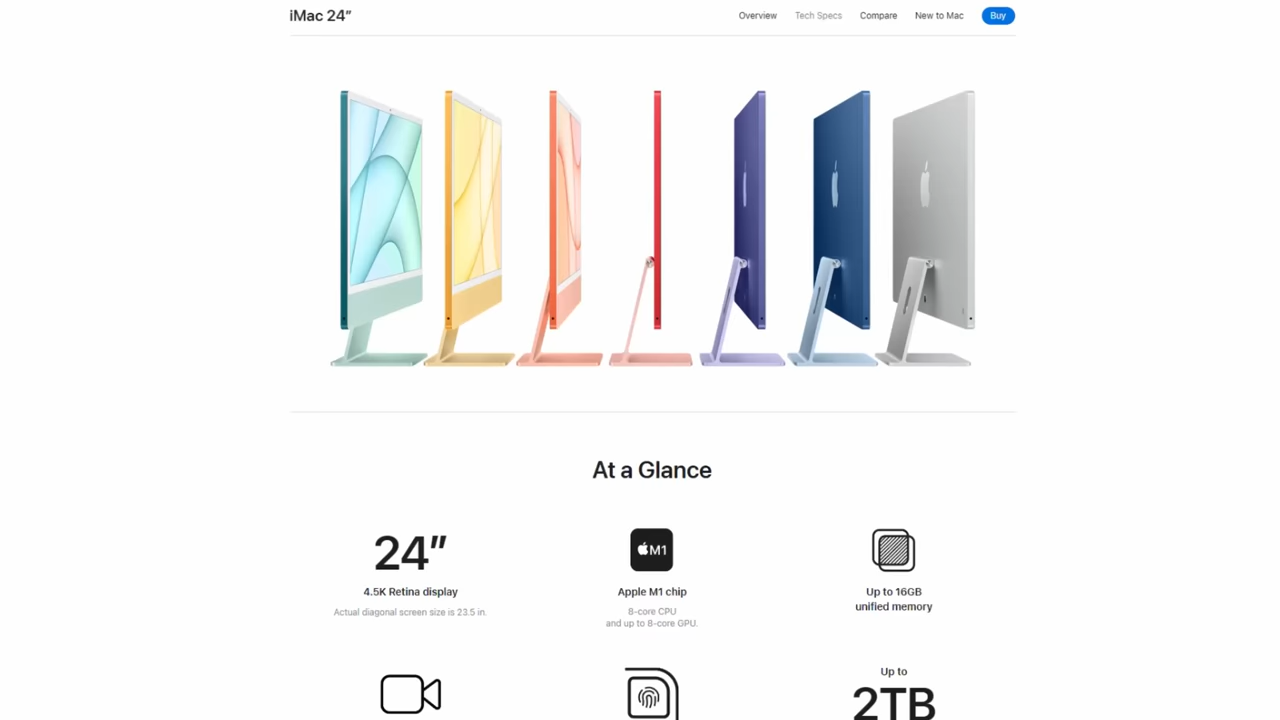 iMac 24″
Overview
Tech Specs
Compare
New to Mac
Buy
At a Glance
24″
4.5K Retina display
Actual diagonal screen size is 23.5 in.
M1
Apple M1 chip
8-core CPU
and up to 8-core GPU.
Up to 16GB
unified memory
Up to
2TB